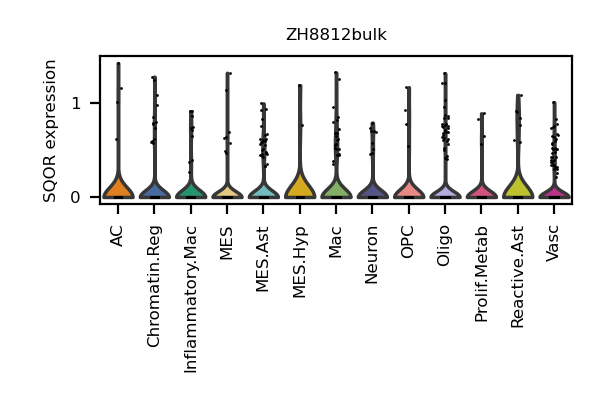 ZH8812bulk
SQOR expression
1
0
AC
Chromatin.Reg
Inflammatory.Mac
MES
MES.Ast
MES.Hyp
Mac
Neuron
OPC
Oligo
Prolif.Metab
Reactive.Ast
Vasc